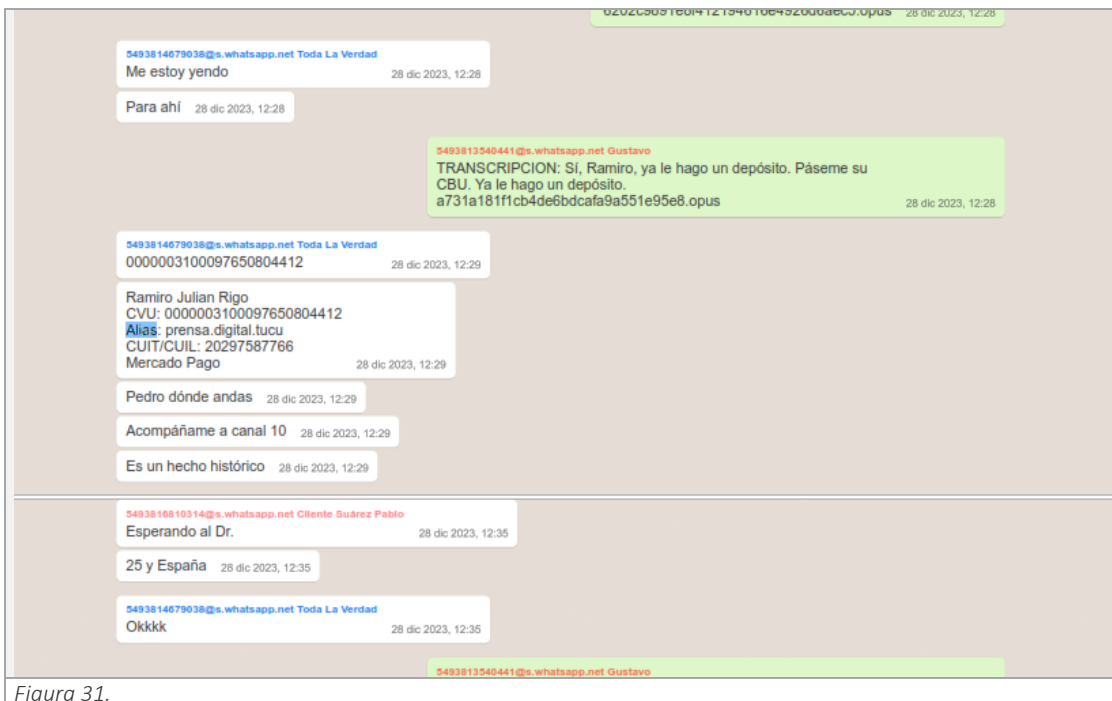 28 dic 2023, 12:28
5493814679038@s.whatsapp.net Toda La Verdad
Me estoy yendo 28 dic 2023, 12:28
Para ahí 28 dic 2023, 12:28
5493813540441@s.whatsapp.net Gustavo
TRANSCRIPCION: Sí, Ramiro, ya le hago un depósito. Páseme su
CBU. Ya le hago un depósito.
a731a181f1cb4de6bdcafa9a551e95e8.opus 28 dic 2023, 12:28
5493814679038@s.whatsapp.net Toda La Verdad
0000003100097650804412 28 dic 2023, 12:29
Ramiro Julian Rigo
CVU: 0000003100097650804412
Alias: prensa.digital.tucu
CUIT/CUIL: 20297587766
Mercado Pago 28 dic 2023, 12:29
Pedro dónde andas 28 dic 2023, 12:29
Acompáñame a canal 10 28 dic 2023, 12:29
Es un hecho histórico 28 dic 2023, 12:29
5493816810314@s.whatsapp.net Cliente Suárez Pablo
Esperando al Dr. 28 dic 2023, 12:35
25 y España 28 dic 2023, 12:35
5493814679038@s.whatsapp.net Toda La Verdad
Okkkk 28 dic 2023, 12:35
5493813540441@s.whatsapp.net Gustavo
Figura 31.